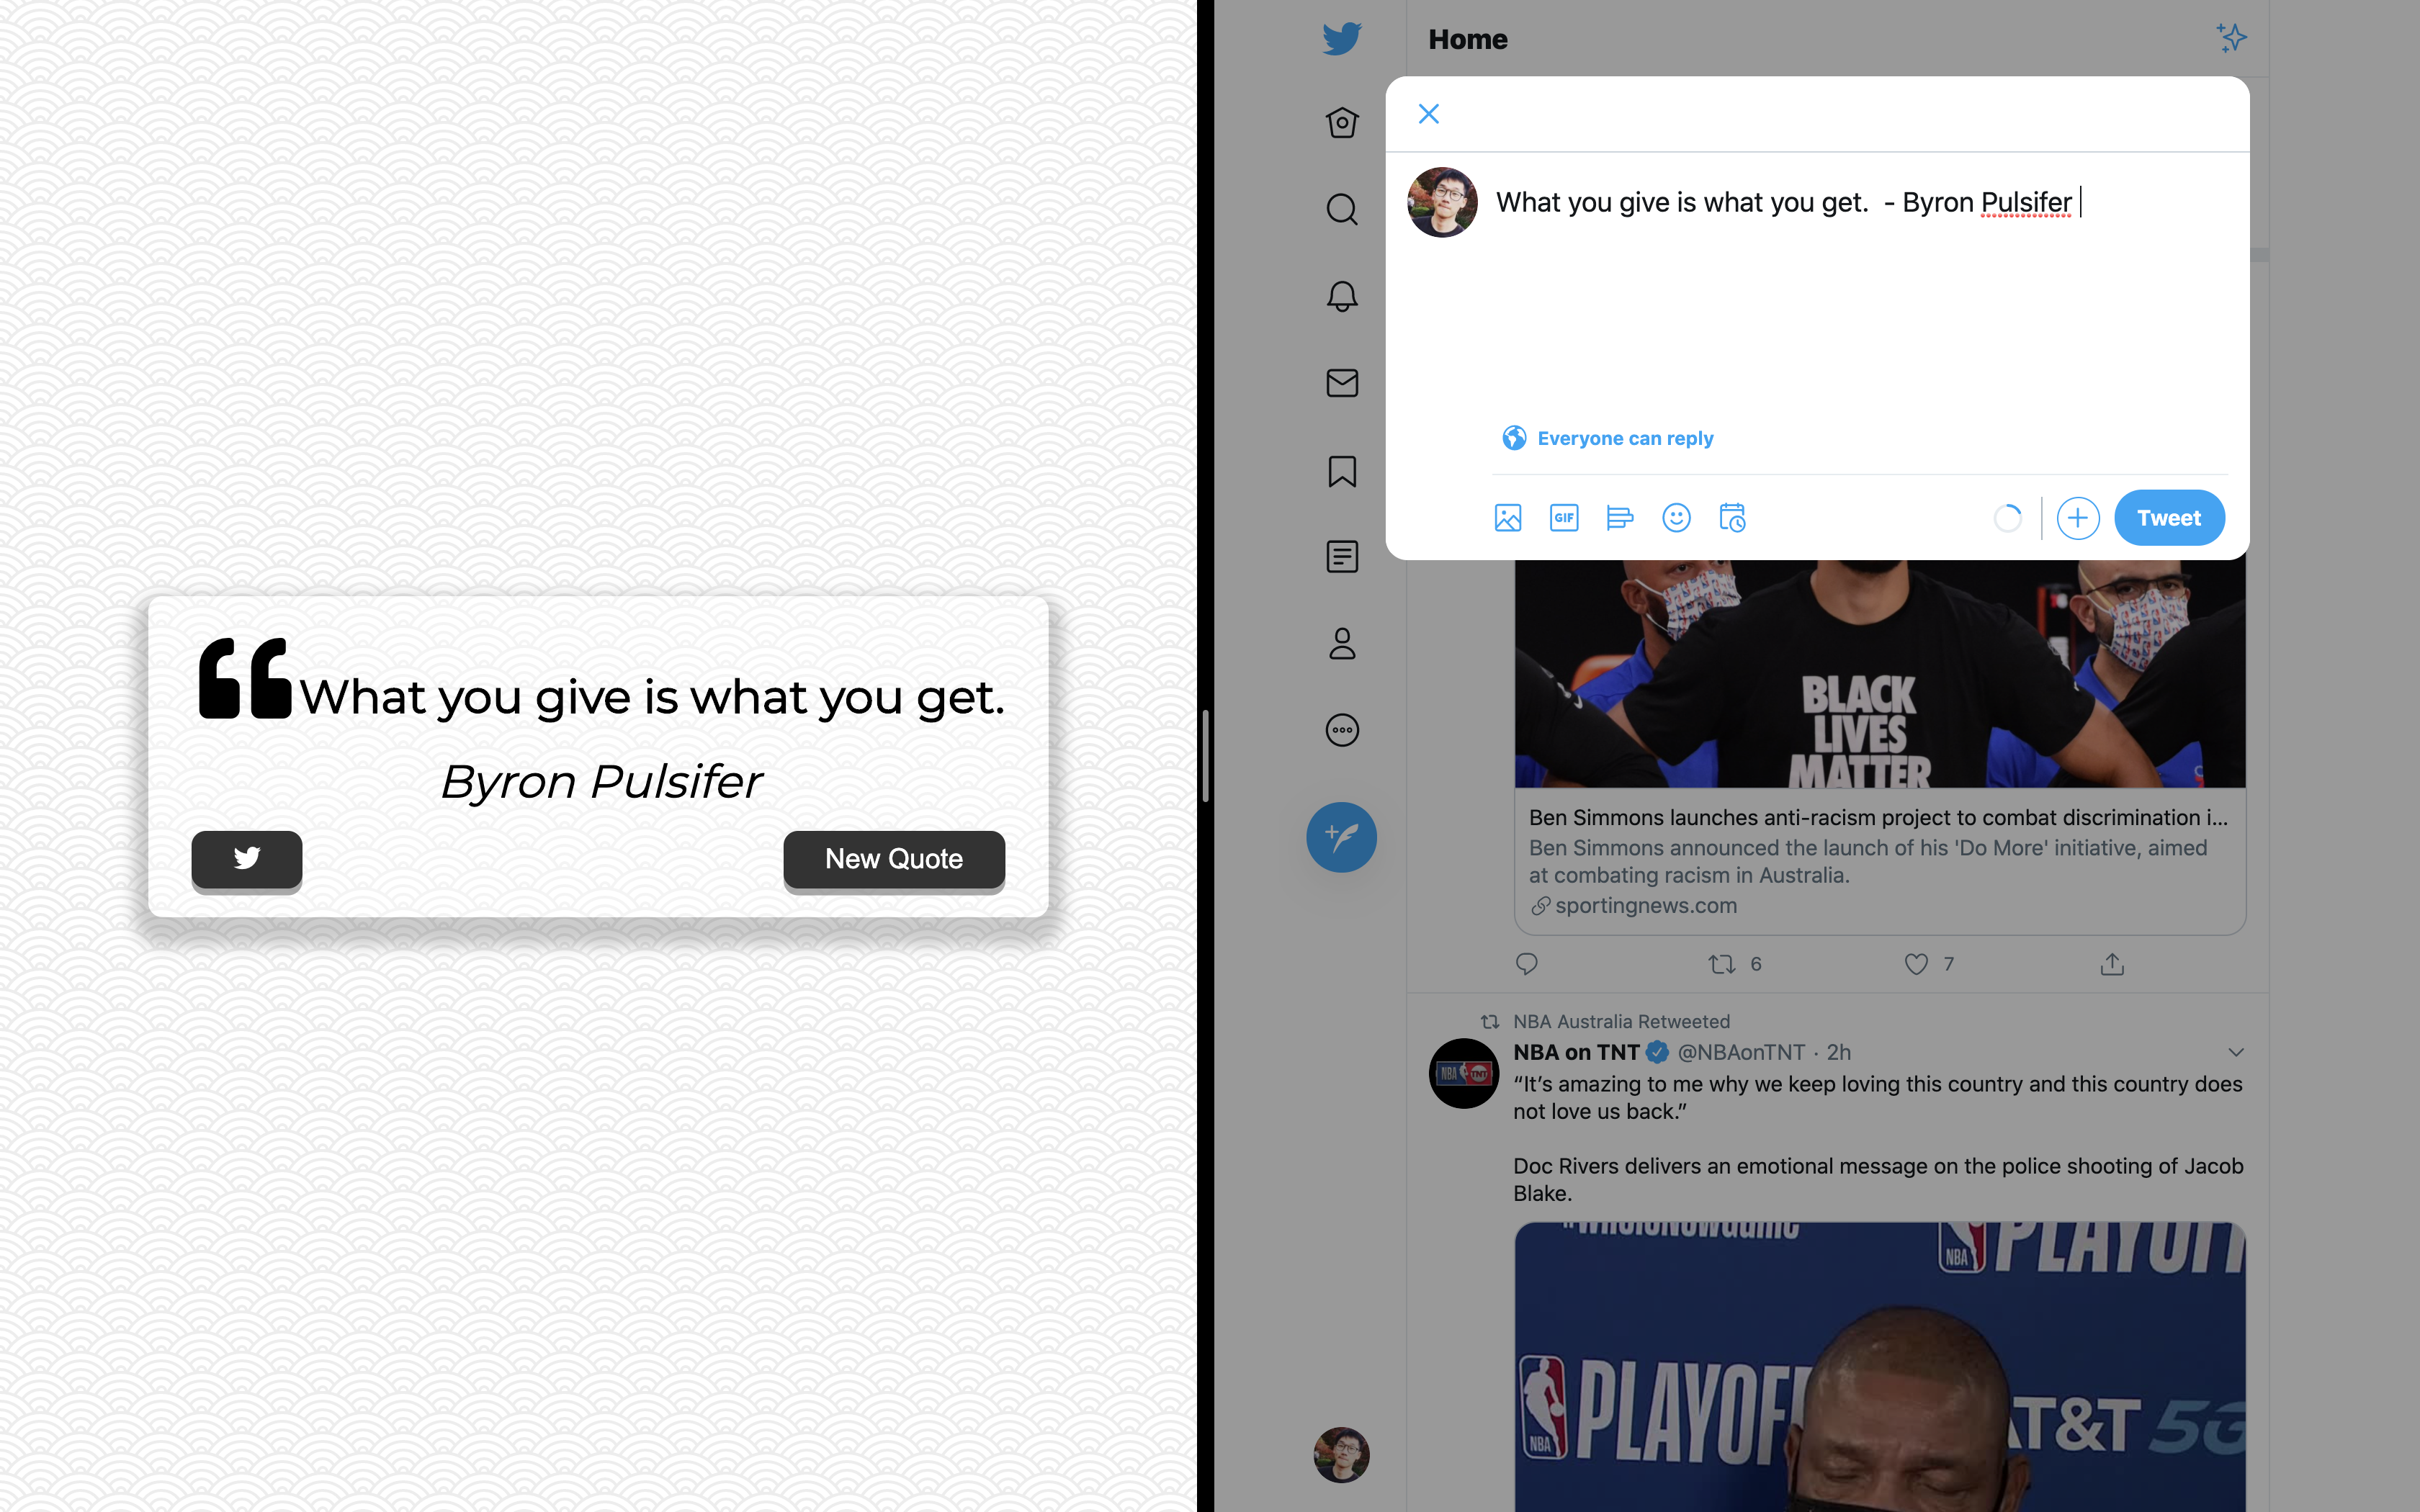 What you give is what you get.
Byron Pulsifer
New Quote
Home
What you give is what you get.  - Byron Pulsifer
Everyone can reply
GIF
Tweet
BLACK
LIVES
MATTER
Ben Simmons launches anti-racism project to combat discrimination i...
Ben Simmons announced the launch of his 'Do More' initiative, aimed
at combating racism in Australia.
sportingnews.com
6
7
NBA Australia Retweeted
NBA on TNT @NBAonTNT · 2h
NBA TNT
“It’s amazing to me why we keep loving this country and this country does
not love us back.”
Doc Rivers delivers an emotional message on the police shooting of Jacob
Blake.
NBA
NBA
AT&T 5G